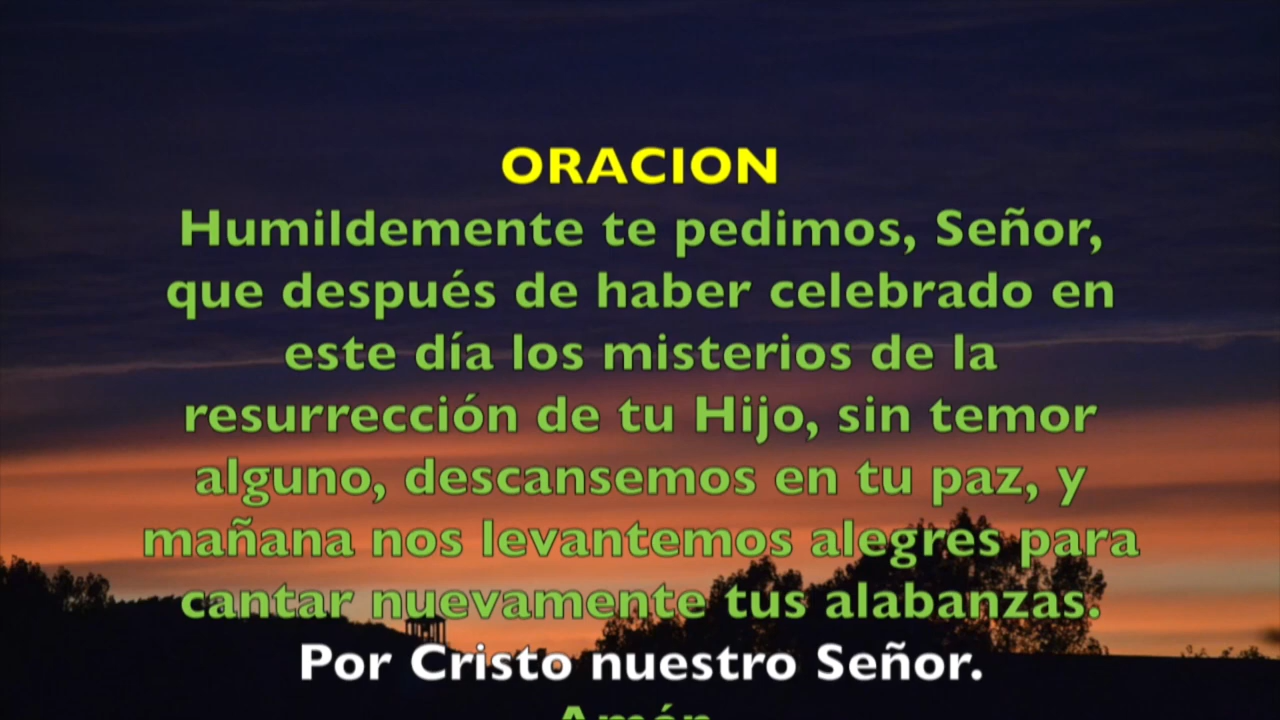 ORACION
Humildemente te pedimos, Señor,
que después de haber celebrado en
este día los misterios de la
resurrección de tu Hijo, sin temor
alguno, descansemos en tu paz, y
mañana nos levantemos alegres para
cantar nuevamente tus alabanzas.
Por Cristo nuestro Señor.
Amén.